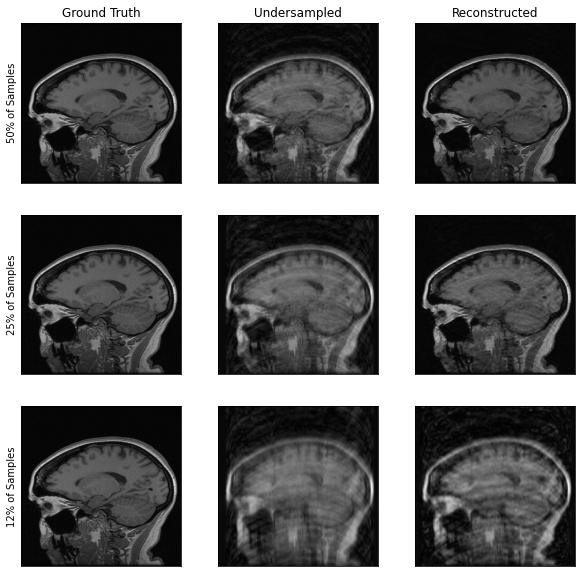 Ground Truth
Undersampled
Reconstructed
50% of Samples
25% of Samples
12% of Samples